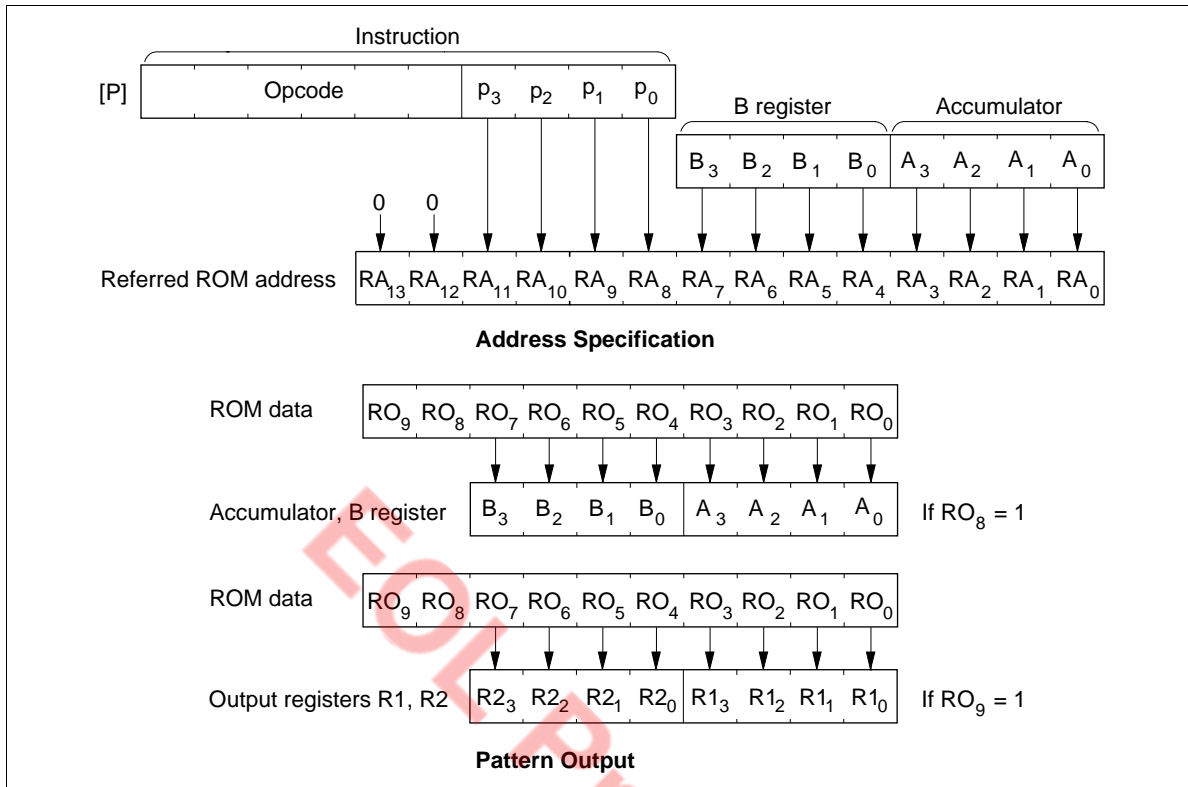 Instruction
[P] Opcode p3 p2 p1 p0
B register Accumulator
B3 B2 B1 B0 A3 A2 A1 A0
0 0
Referred ROM address RA13 RA12 RA11 RA10 RA9 RA8 RA7 RA6 RA5 RA4 RA3 RA2 RA1 RA0
Address Specification
ROM data RO9 RO8 RO7 RO6 RO5 RO4 RO3 RO2 RO1 RO0
Accumulator, B register B3 B2 B1 B0 A3 A2 A1 A0 If RO8 = 1
ROM data RO9 RO8 RO7 RO6 RO5 RO4 RO3 RO2 RO1 RO0
Output registers R1, R2 R23 R22 R21 R20 R13 R12 R11 R10 If RO9 = 1
Pattern Output
EOL